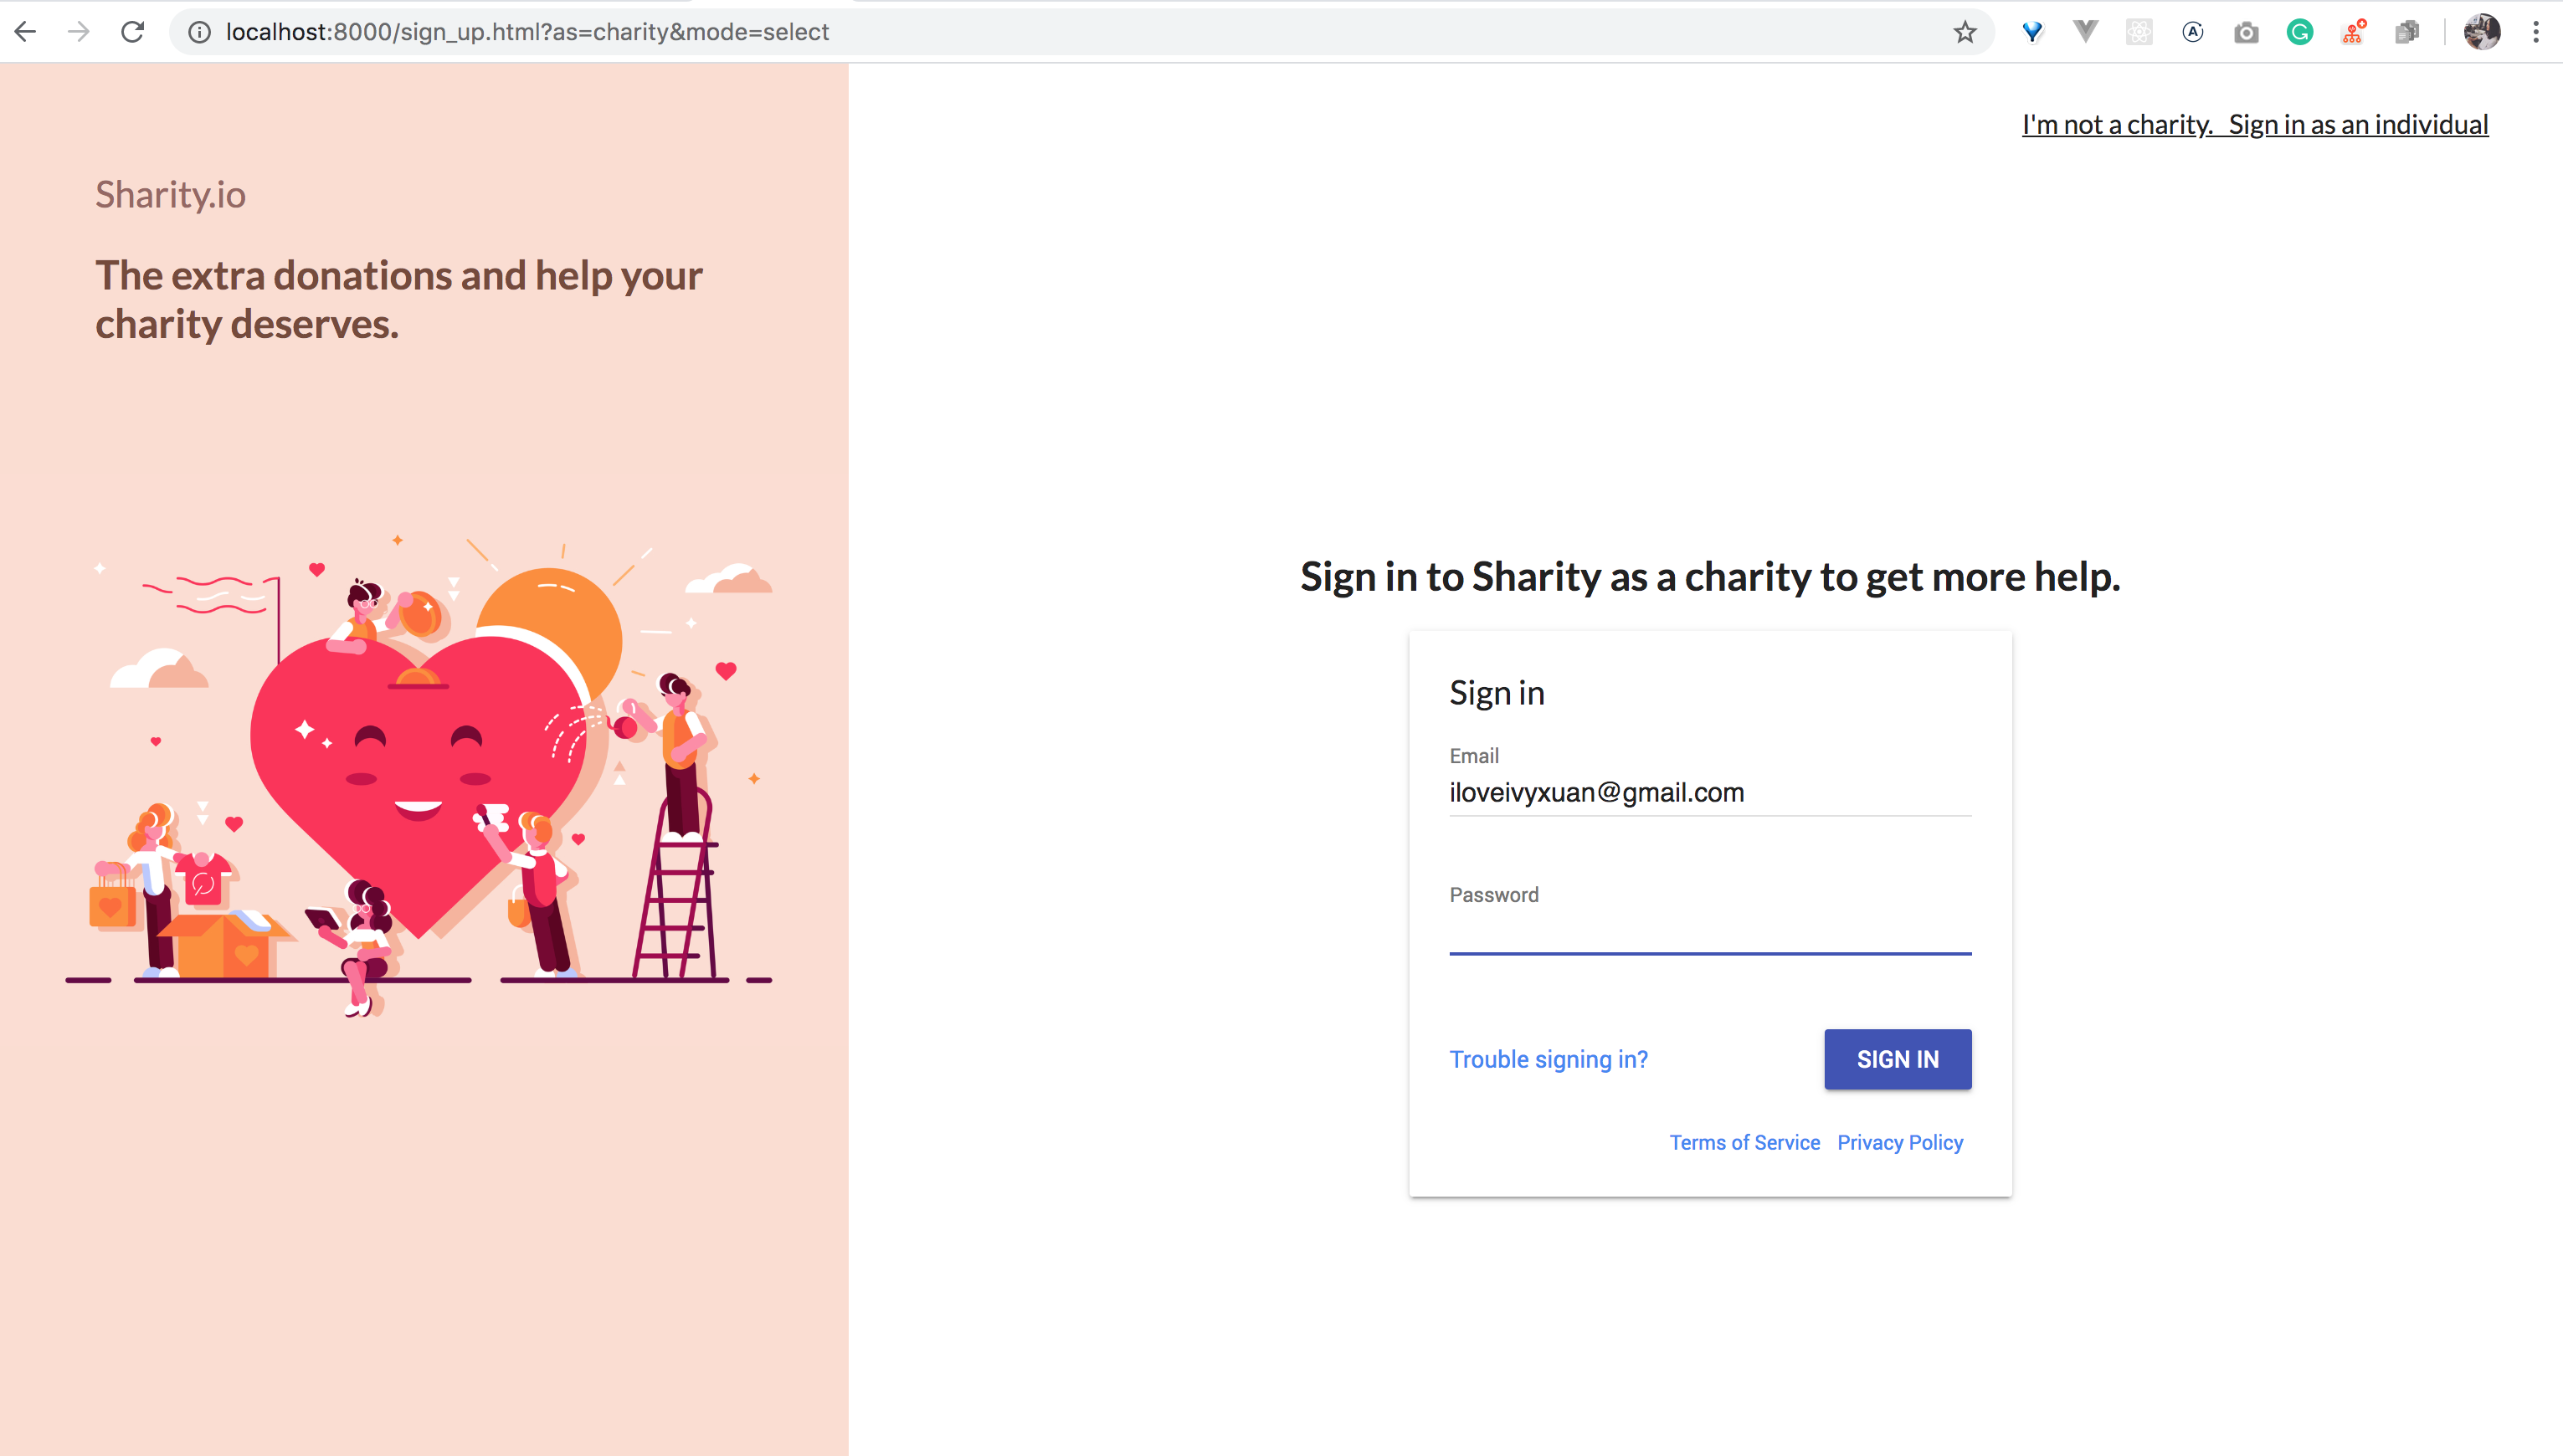 localhost:8000/sign_up.html?as=charity&mode=select
I'm not a charity.  Sign in as an individual
Sharity.io
The extra donations and help your
charity deserves.
Sign in to Sharity as a charity to get more help.
Sign in
Email
iloveivyxuan@gmail.com
Password
Trouble signing in?
SIGN IN
Terms of Service  Privacy Policy